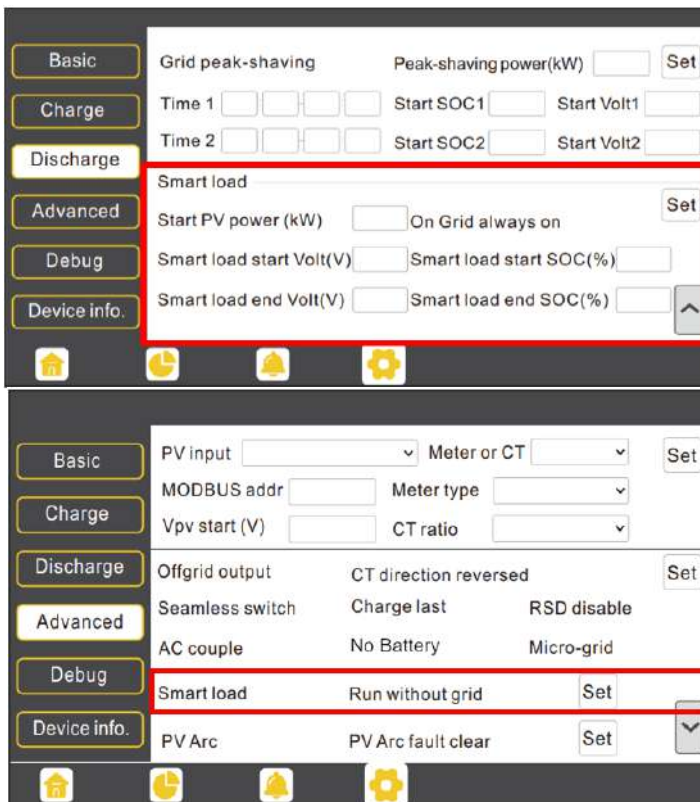 Basic
Charge
Discharge
Advanced
Debug
Device info.
Grid peak-shaving Peak-shaving power(kW) Set
Time 1 Start SOC1 Start Volt1
Time 2 Start SOC2 Start Volt2
Smart load
Set
Start PV power (kW) On Grid always on
Smart load start Volt(V) Smart load start SOC(%)
Smart load end Volt(V) Smart load end SOC(%)
Basic
Charge
Discharge
Advanced
Debug
Device info.
PV input Meter or CT Set
MODBUS addr Meter type
Vpv start (V) CT ratio
Offgrid output CT direction reversed Set
Seamless switch Charge last RSD disable
AC couple No Battery Micro-grid
Smart load Run without grid Set
PV Arc PV Arc fault clear Set